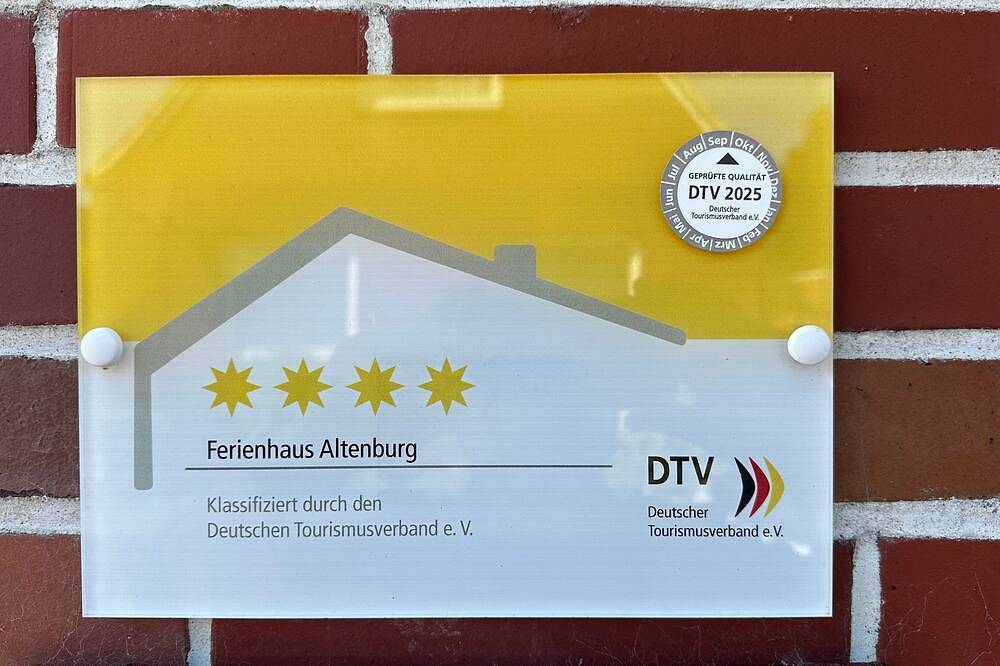 Jan Feb Mrz Apr Mai Jun Jul Aug Sep Okt Nov Dez
GEPRÜFTE QUALITÄT
DTV 2025
Deutscher
Tourismusverband e.V.
Ferienhaus Altenburg
Klassifiziert durch den
Deutschen Tourismusverband e. V.
DTV
Deutscher
Tourismusverband e.V.